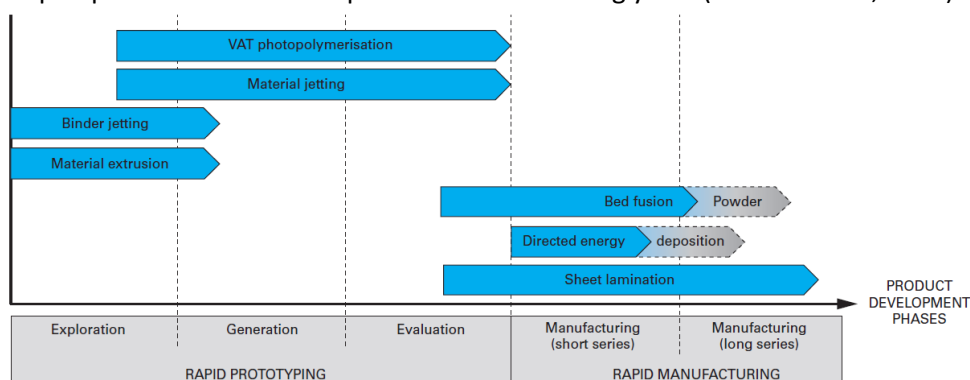 VAT photopolymerisation
Material jetting
Binder jetting
Material extrusion
Bed fusion Powder
Directed energy deposition
Sheet lamination
PRODUCT
DEVELOPMENT
PHASES
Exploration Generation Evaluation Manufacturing Manufacturing
(short series) (long series)
RAPID PROTOTYPING RAPID MANUFACTURING